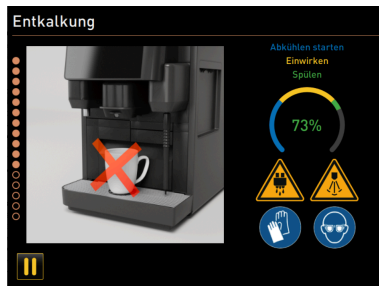 Entkalkung
Abkühlen starten
Einwirken
Spülen
73%